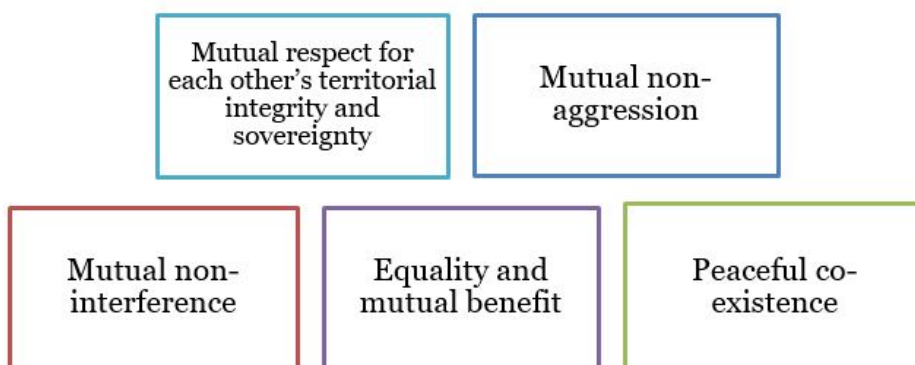 Mutual respect for
each other’s territorial
integrity and
sovereignty
Mutual non-
aggression
Mutual non-
interference
Equality and
mutual benefit
Peaceful co-
existence